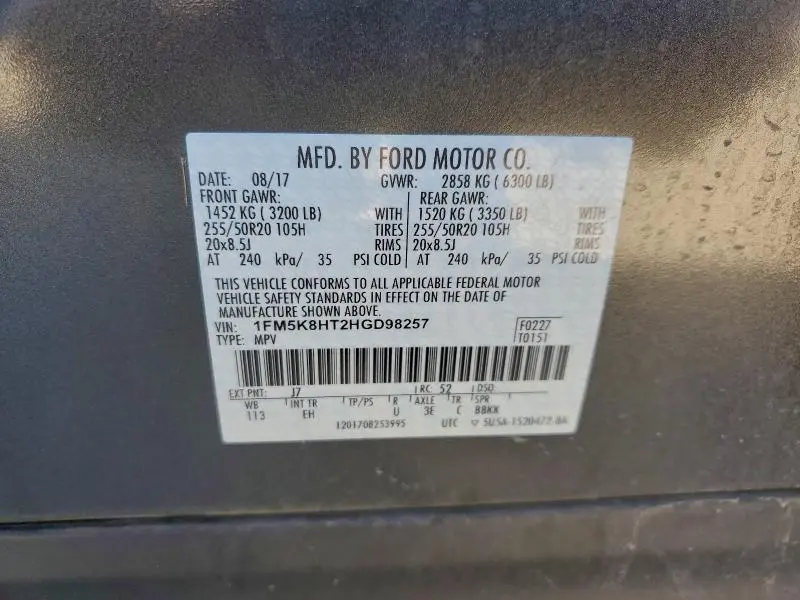 MFD. BY FORD MOTOR CO.
DATE: 08/17 GVWR: 2858 KG ( 6300 LB)
FRONT GAWR: REAR GAWR:
1452 KG ( 3200 LB) WITH 1520 KG ( 3350 LB) WITH
255/50R20 105H TIRES 255/50R20 105H TIRES
20x8.5J RIMS 20x8.5J RIMS
AT 240 kPa/ 35 PSI COLD AT 240 kPa/ 35 PSI COLD
THIS VEHICLE CONFORMS TO ALL APPLICABLE FEDERAL MOTOR
VEHICLE SAFETY STANDARDS IN EFFECT ON THE DATE OF
MANUFACTURE SHOWN ABOVE.
VIN: 1FM5K8HT2HGD98257 F0227
TYPE: MPV T0151
EXT PNT: J7 RC: 52 DSO:
WB INT TR TP/PS R AXLE TR SPR
113 EH U 3E C BBKK
1201708253995 UTC ▽ 5U5A-1520472-BA